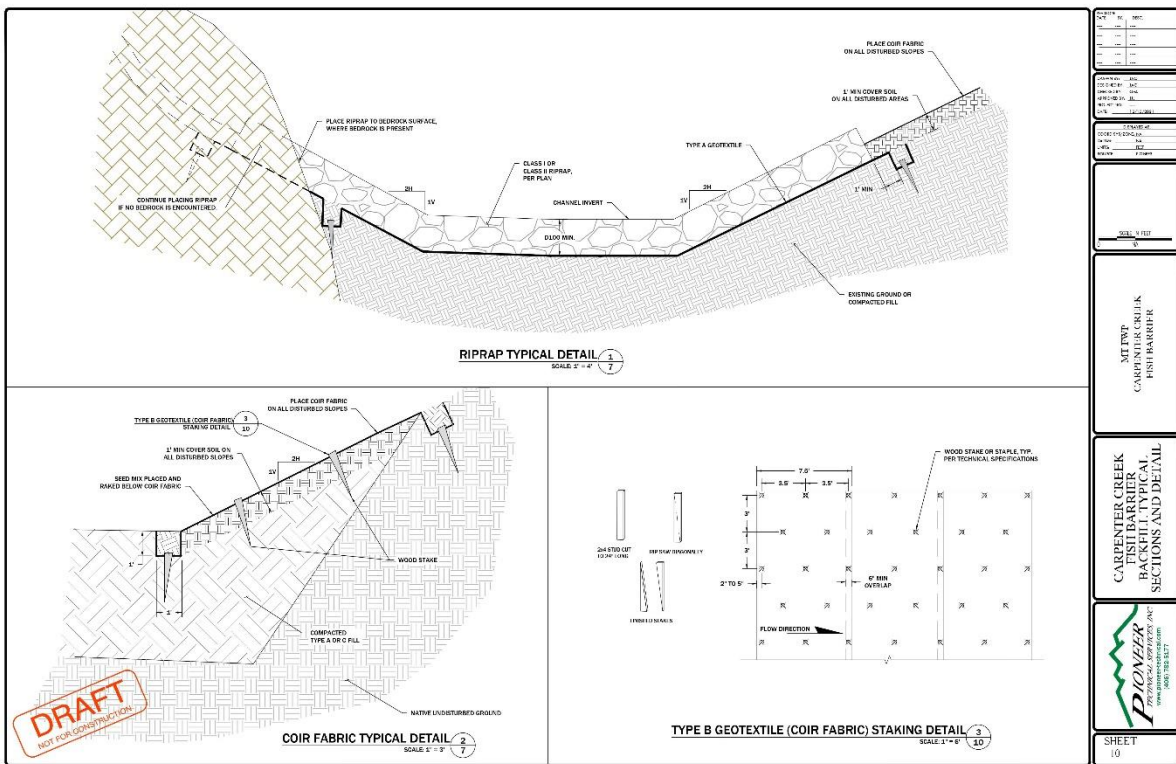 PLACE COIR FABRIC
ON ALL DISTURBED SLOPES
1' MIN COVER SOIL
ON ALL DISTURBED AREAS
PLACE RIPRAP TO BEDROCK SURFACE,
WHERE BEDROCK IS PRESENT
TYPE A GEOTEXTILE
CLASS I OR
CLASS II RIPRAP,
PER PLAN
2H
1V
CHANNEL INVERT
2H
1V
1' MIN
CONTINUE PLACING RIPRAP
IF NO BEDROCK IS ENCOUNTERED
D100 MIN.
EXISTING GROUND OR
COMPACTED FILL
RIPRAP TYPICAL DETAIL
SCALE: 1" = 4'
1
7
PLACE COIR FABRIC
ON ALL DISTURBED SLOPES
TYPE B GEOTEXTILE (COIR FABRIC)
STAKING DETAIL
3
10
1' MIN COVER SOIL ON
ALL DISTURBED SLOPES
2H
1V
SEED MIX PLACED AND
RAKED BELOW COIR FABRIC
WOOD STAKE
1'
1'
COMPACTED
TYPE A OR C FILL
NATIVE UNDISTURBED GROUND
DRAFT
NOT FOR CONSTRUCTION
COIR FABRIC TYPICAL DETAIL
SCALE: 1" = 3'
2
7
WOOD STAKE OR STAPLE, TYP.
PER TECHNICAL SPECIFICATIONS
3.5'
3.5'
3'
3'
2" TO 5"
6" MIN
OVERLAP
FLOW DIRECTION
2x4 STUD CUT
RIP SAW DIAGONALLY
FINISHED STAKES
TYPE B GEOTEXTILE (COIR FABRIC) STAKING DETAIL
SCALE: 1" = 6'
3
10
MT FWP
CARPENTER CREEK
FISH BARRIER
CARPENTER CREEK
FISH BARRIER
BACKFILL TYPICAL
SECTIONS AND DETAIL
PIONEER
TECHNICAL SERVICES, INC.
SHEET
10